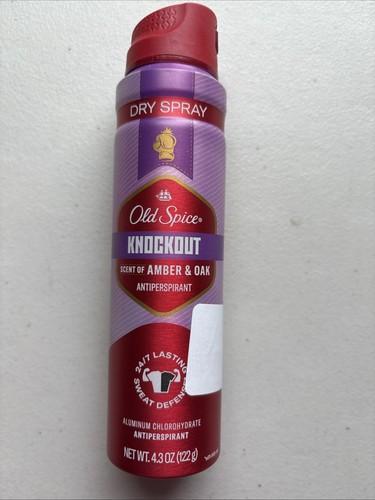 DRY SPRAY
Old Spice®
KNOCKOUT
SCENT OF AMBER & OAK
ANTIPERSPIRANT
24/7 LASTING
SWEAT DEFENSE
ALUMINUM CHLOROHYDRATE
ANTIPERSPIRANT
NET WT. 4.3 OZ (122 g)